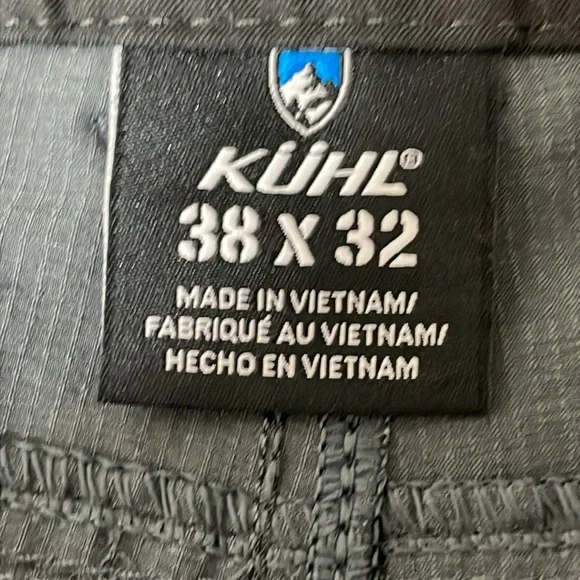 KÜHL®
38 X 32
MADE IN VIETNAM/
FABRIQUÉ AU VIETNAM/
HECHO EN VIETNAM